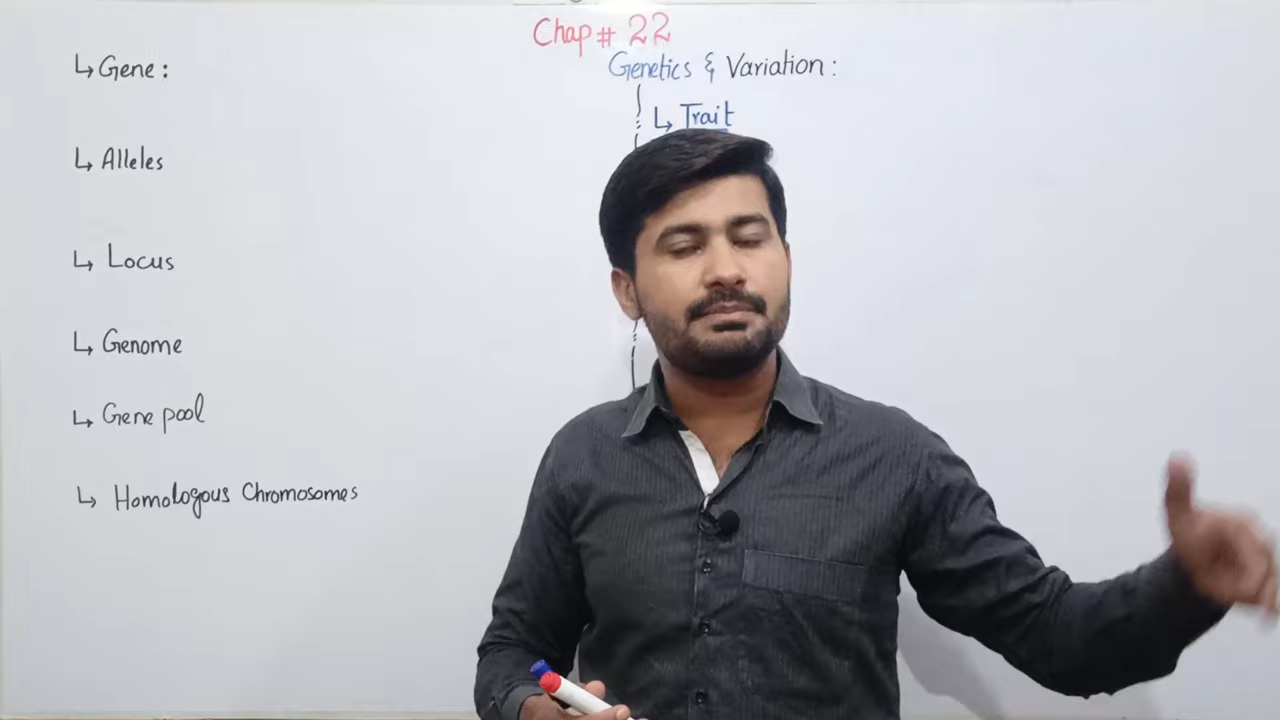 Chap # 22
Genetics & Variation :
↳ Trait
↳ Gene :
↳ Alleles
↳ Locus
↳ Genome
↳ Gene pool
↳ Homologous Chromosomes